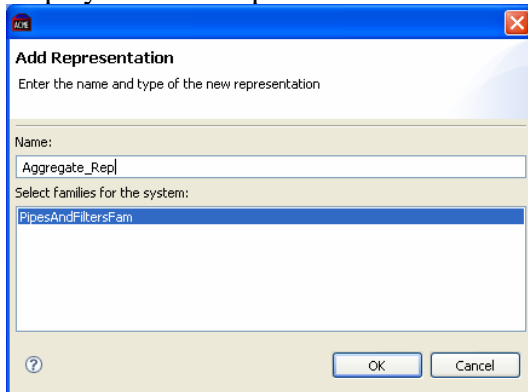 ACME
Add Representation
Enter the name and type of the new representation
Name:
Aggregate_Rep
Select families for the system:
PipesAndFiltersFam
?
OK Cancel